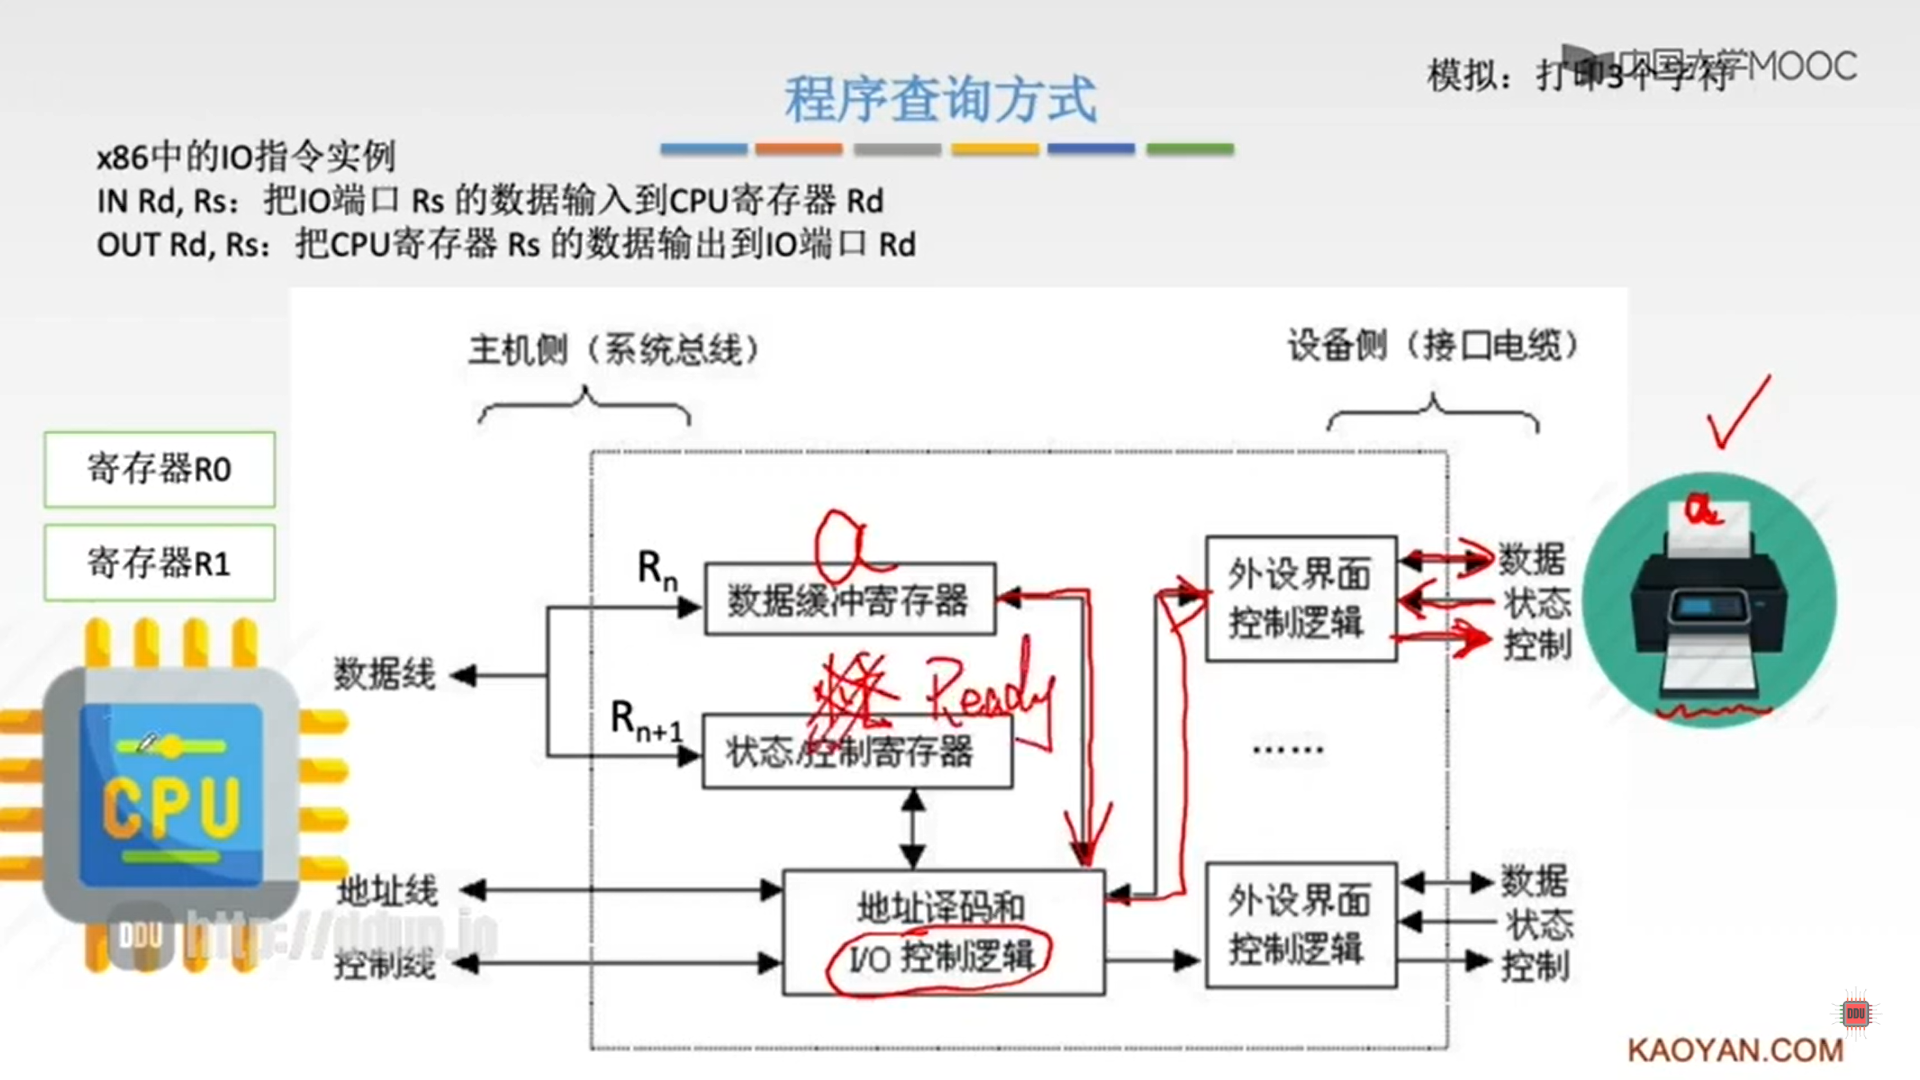 程序查询方式
模拟：打印3个字符
中国大学MOOC
x86中的IO指令实例
IN Rd, Rs：把IO端口 Rs 的数据输入到CPU寄存器 Rd
OUT Rd, Rs：把CPU寄存器 Rs 的数据输出到IO端口 Rd
主机侧（系统总线）
设备侧（接口电缆）
寄存器R0
寄存器R1
CPU
数据线
地址线
控制线
Rn
a
数据缓冲寄存器
Ready
Rn+1
状态/控制寄存器
地址译码和
I/O 控制逻辑
外设界面
控制逻辑
数据
状态
控制
a
……
外设界面
控制逻辑
数据
状态
控制
DDU http://ddup.io
DDU
KAOYAN.COM